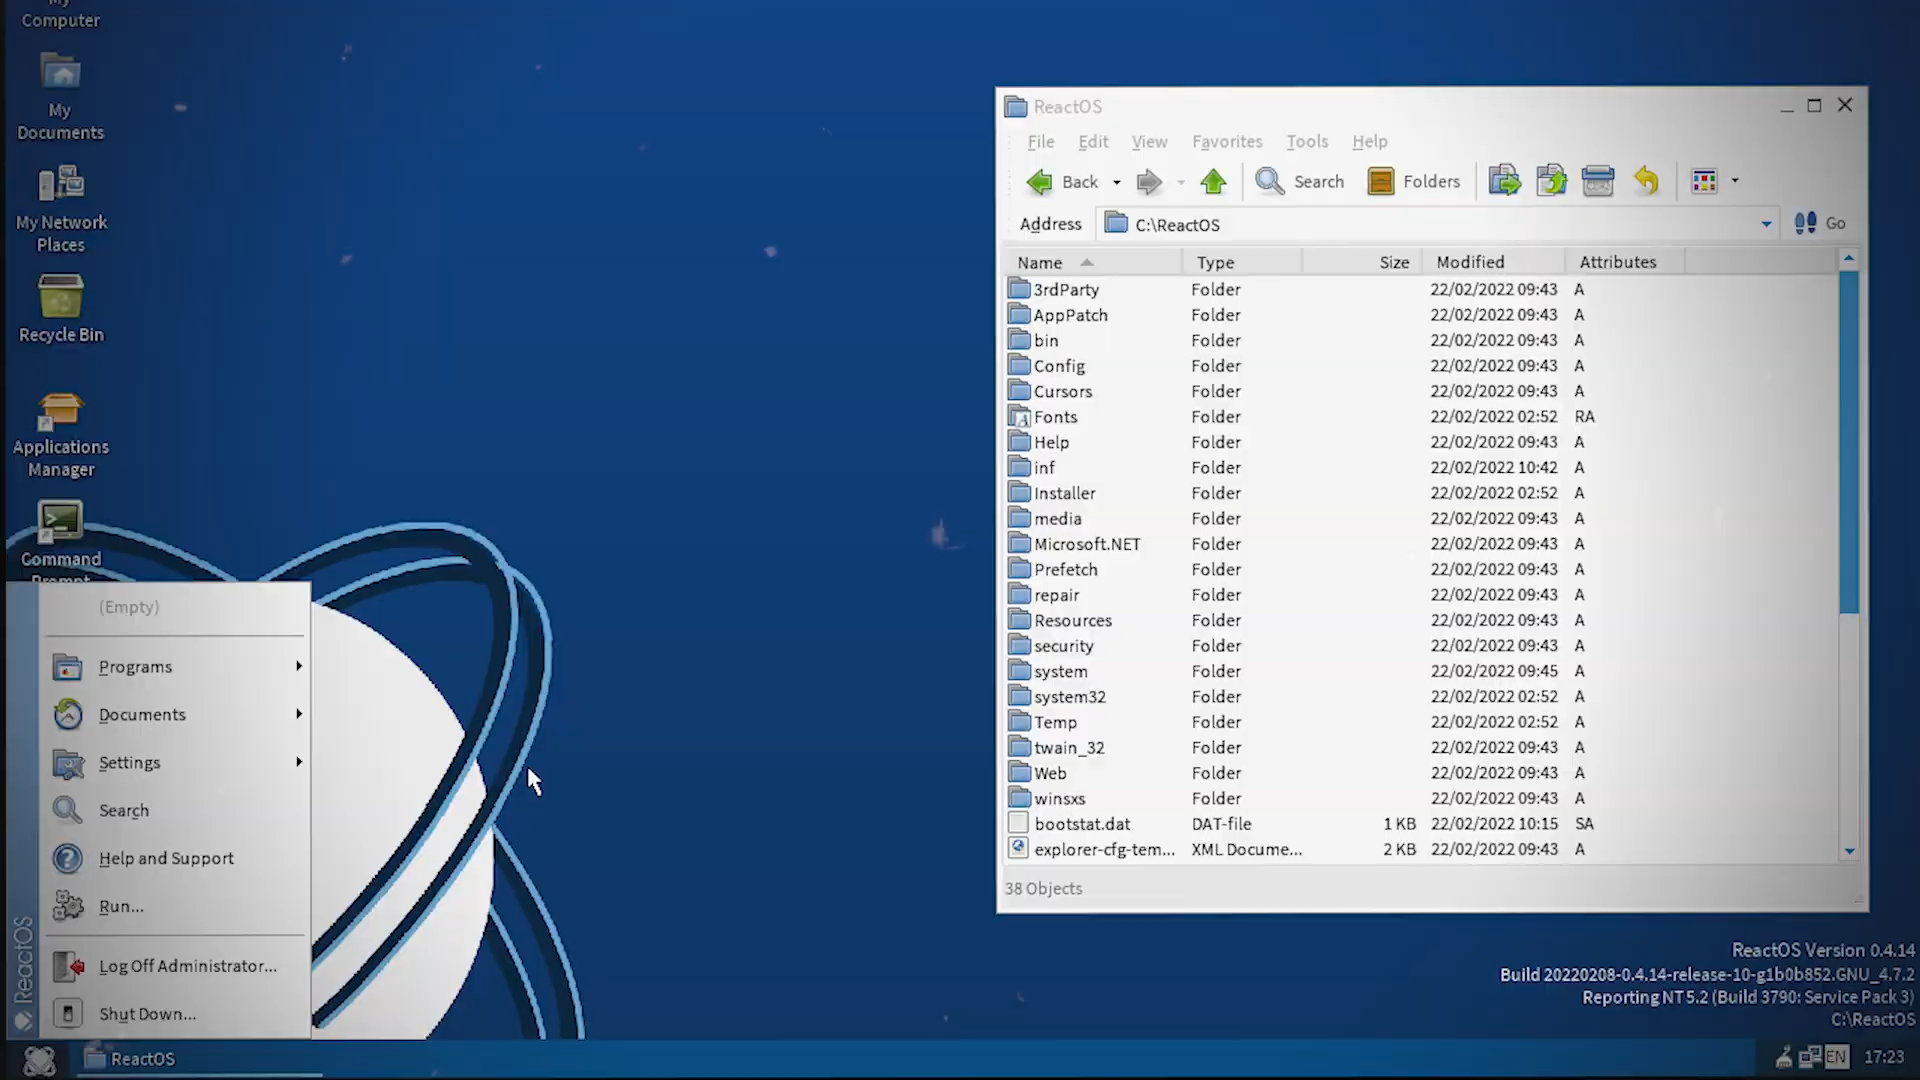 My
Computer
My
Documents
My Network
Places
Recycle Bin
Applications
Manager
Command
Prompt
(Empty)
Programs
Documents
Settings
Search
Help and Support
Run...
Log Off Administrator...
Shut Down...
ReactOS
ReactOS
File Edit View Favorites Tools Help
Back Search Folders
Address C:\ReactOS Go
Name Type Size Modified Attributes
3rdParty Folder 22/02/2022 09:43 A
AppPatch Folder 22/02/2022 09:43 A
bin Folder 22/02/2022 09:43 A
Config Folder 22/02/2022 09:43 A
Cursors Folder 22/02/2022 09:43 A
Fonts Folder 22/02/2022 02:52 RA
Help Folder 22/02/2022 09:43 A
inf Folder 22/02/2022 10:42 A
Installer Folder 22/02/2022 02:52 A
media Folder 22/02/2022 09:43 A
Microsoft.NET Folder 22/02/2022 09:43 A
Prefetch Folder 22/02/2022 09:43 A
repair Folder 22/02/2022 09:43 A
Resources Folder 22/02/2022 09:43 A
security Folder 22/02/2022 09:43 A
system Folder 22/02/2022 09:45 A
system32 Folder 22/02/2022 02:52 A
Temp Folder 22/02/2022 02:52 A
twain_32 Folder 22/02/2022 09:43 A
Web Folder 22/02/2022 09:43 A
winsxs Folder 22/02/2022 09:43 A
bootstat.dat DAT-file 1 KB 22/02/2022 10:15 SA
explorer-cfg-tem... XML Docume... 2 KB 22/02/2022 09:43 A
38 Objects
ReactOS Version 0.4.14
Build 20220208-0.4.14-release-10-g1b0b852.GNU_4.7.2
Reporting NT 5.2 (Build 3790: Service Pack 3)
C:\ReactOS
ReactOS
EN 17:23